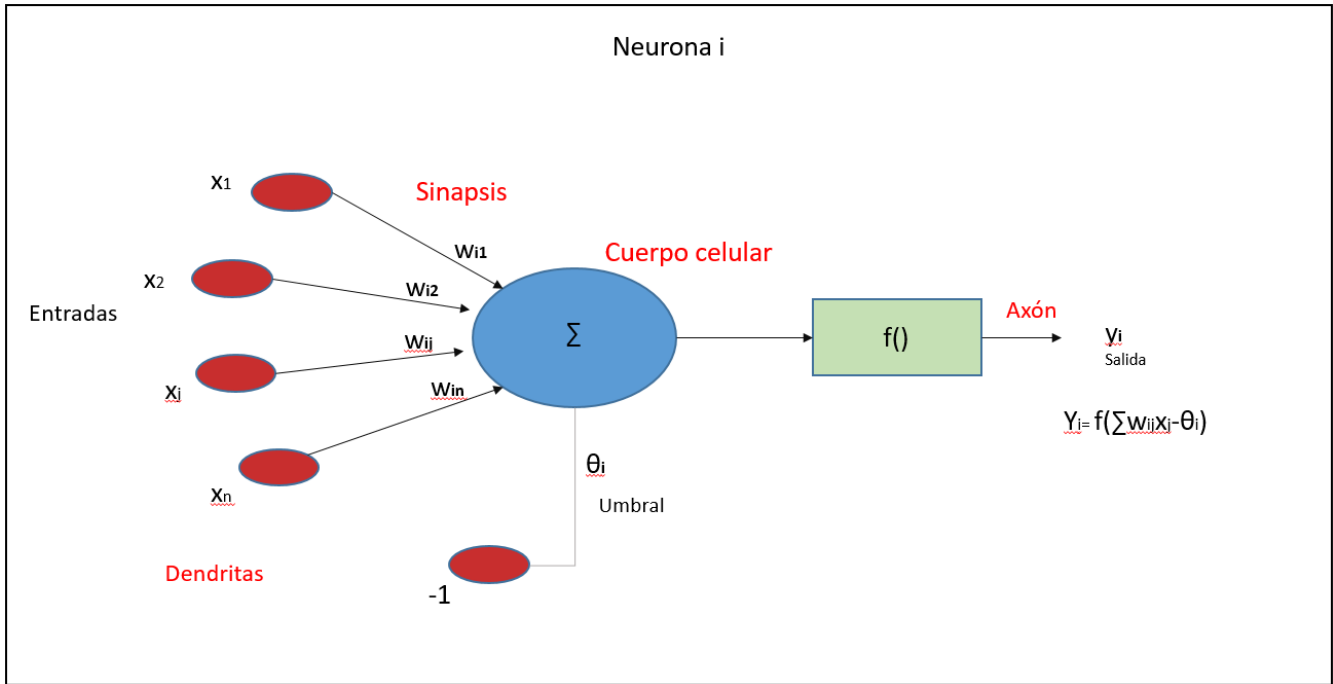 Neurona i
x1
Sinapsis
wi1
Cuerpo celular
x2
wi2
Entradas
Σ
f()
Axón
yi
Salida
wij
xj
win
Yi= f(∑wijxj-θi)
xn
θi
Umbral
Dendritas
-1